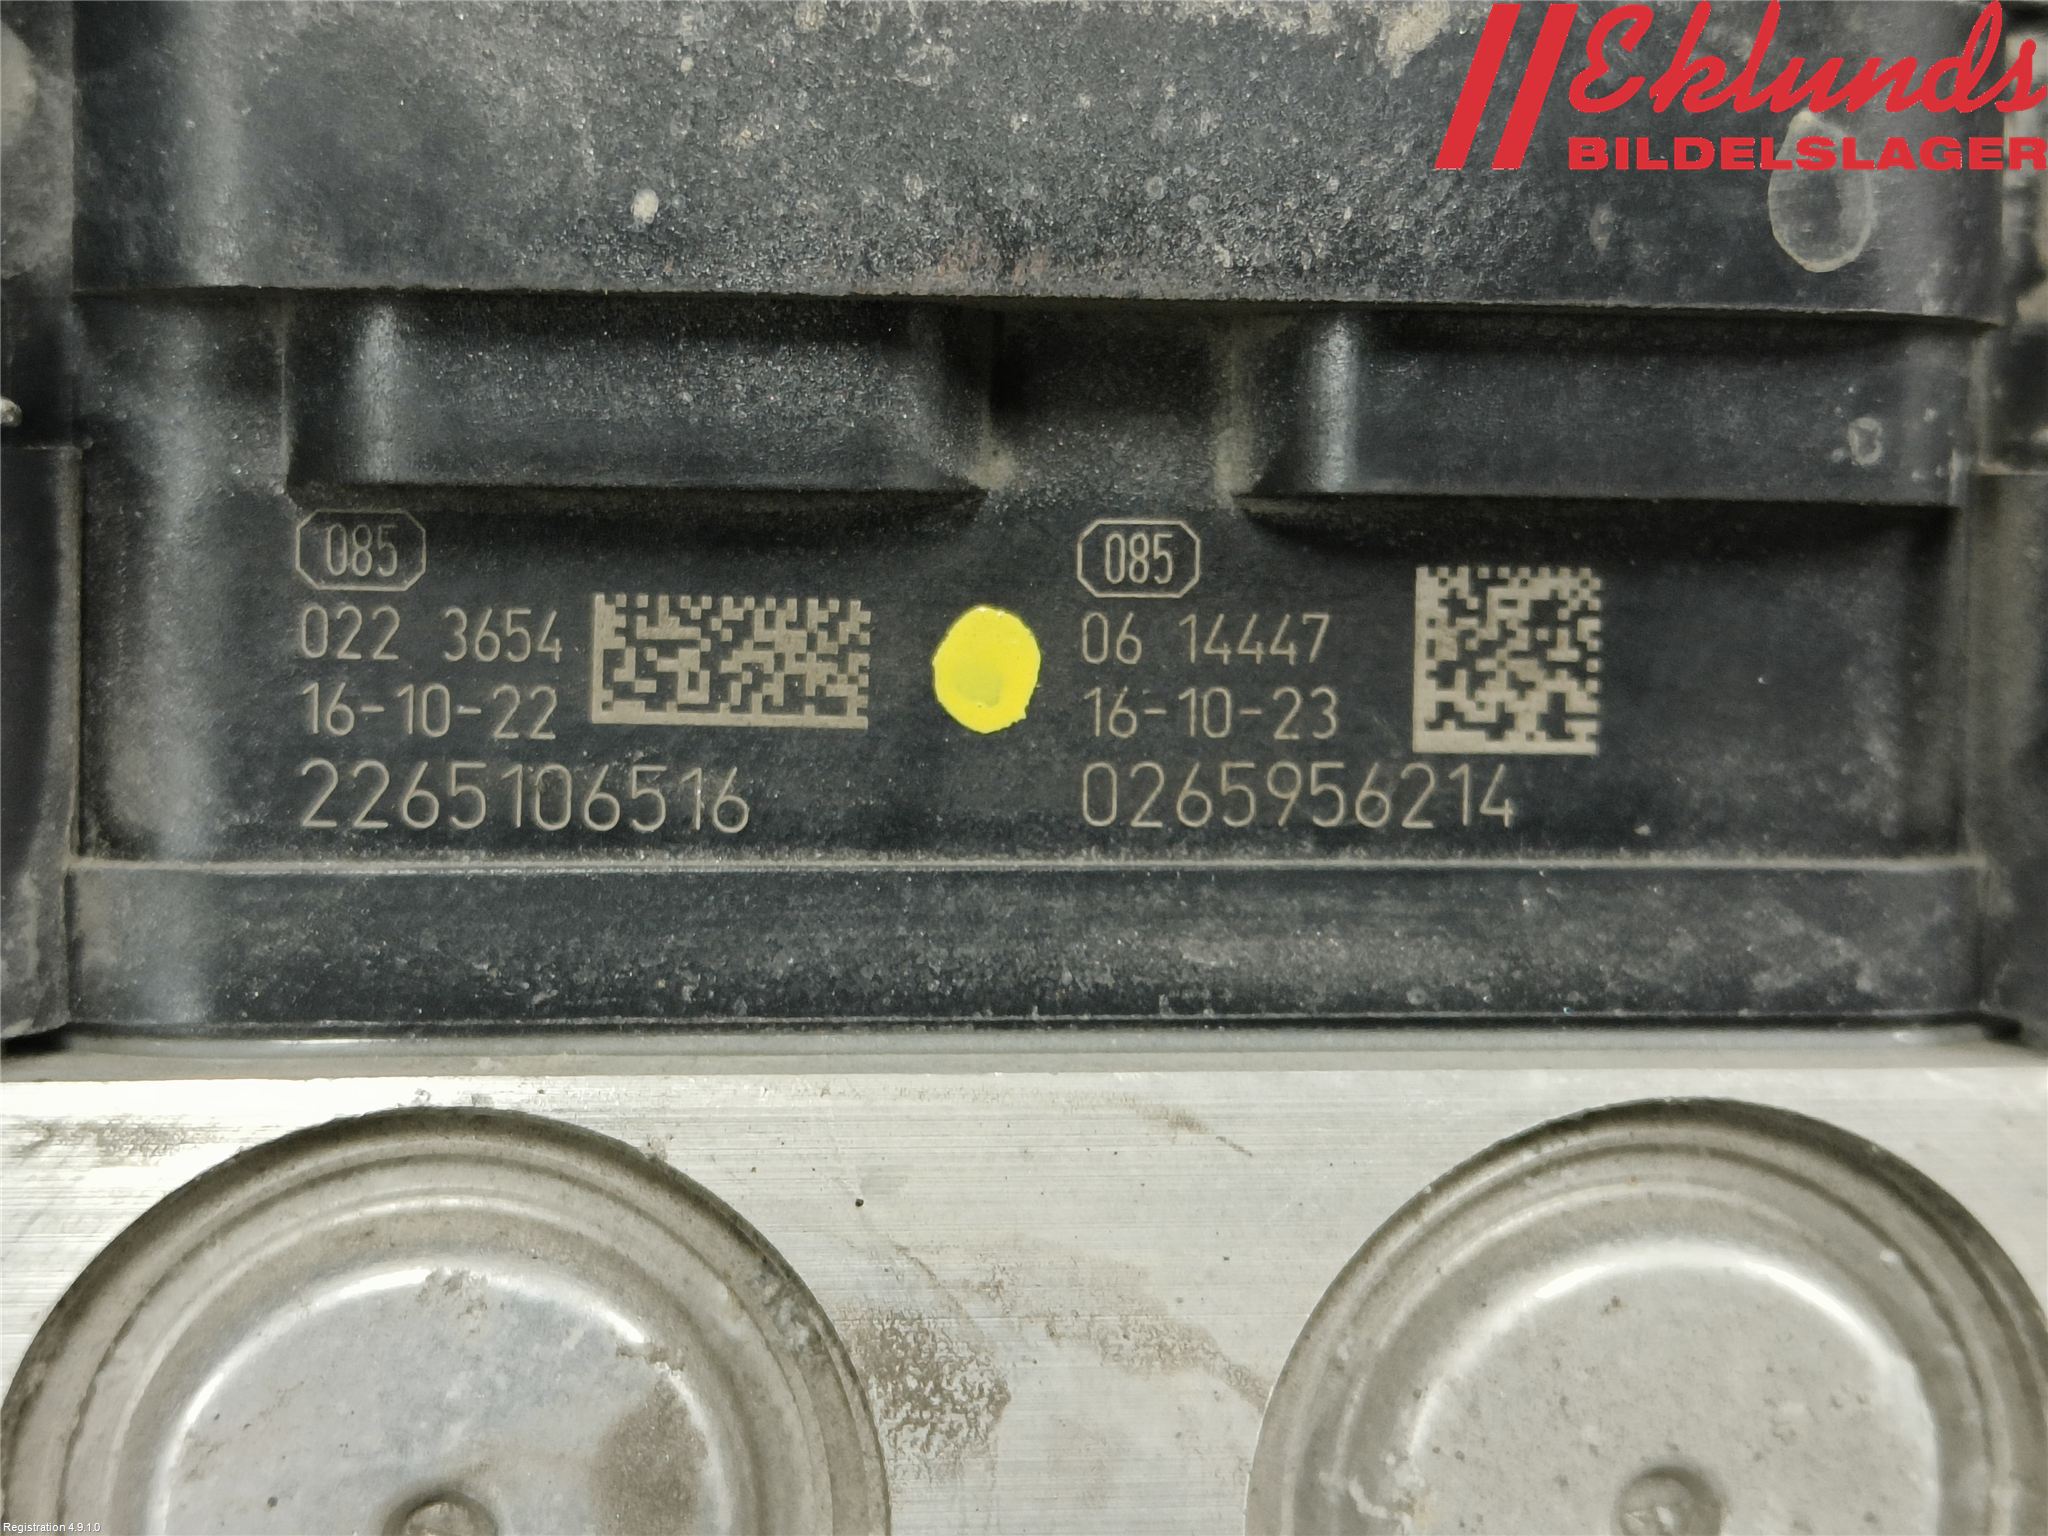 Eklunds
BILDELSLAGER
085
022 3654
16-10-22
2265106516
085
06 14447
16-10-23
0265956214
Registration 4.9.1.0